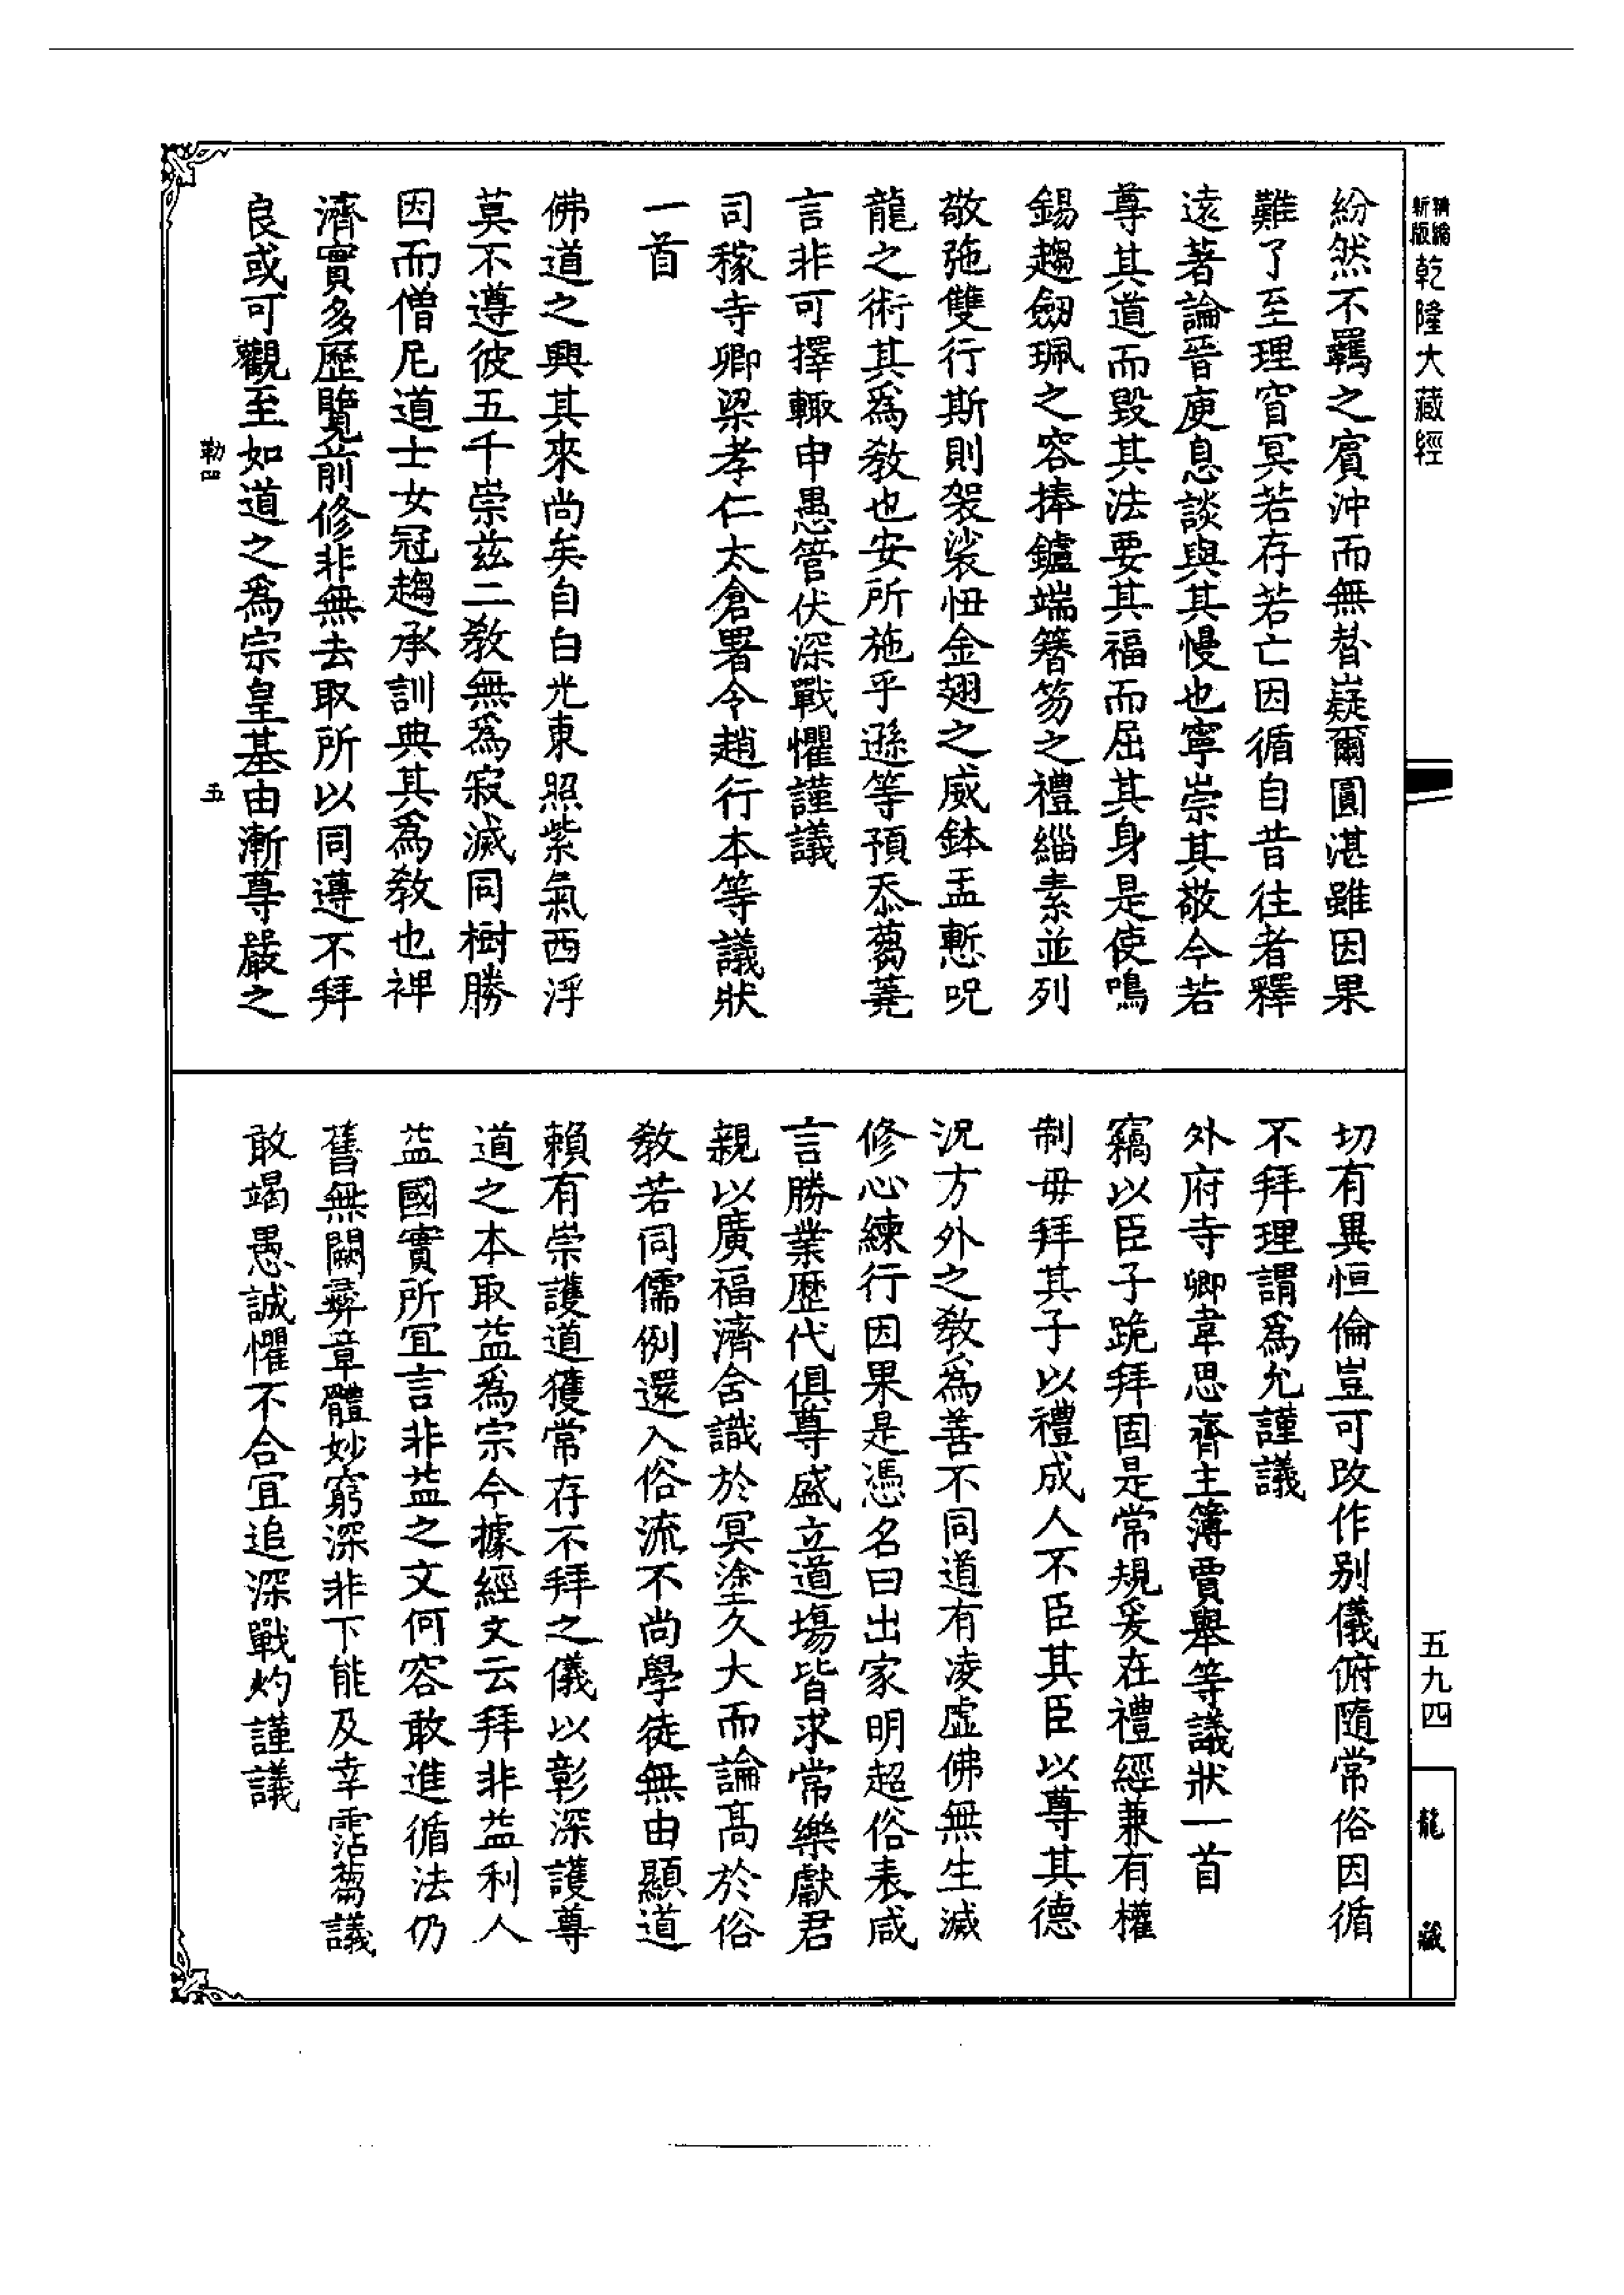 精縮新版乾隆大藏經
紛然不羈之賓沖而無替嶷爾圓湛雖因果
難了至理窅冥若存若亡因循自昔往者釋
遠著論晉庾息談與其慢也寧崇其敬今若
尊其道而毀其法要其福而屈其身是使鳴
錫趨劒珮之容捧鑪端簪笏之禮緇素並列
敬弛雙行斯則袈裟忸金翅之威鉢盂慙呪
龍之術其為教也安所施乎遜等預忝蒭蕘
言非可擇輙申愚管伏深戰懼謹議
司稼寺卿梁孝仁太倉署令趙行本等議狀
一首
佛道之興其來尚矣自白光東照紫氣西浮
莫不遵彼五千崇茲二教無為寂滅同樹勝
因而僧尼道士女冠趨承訓典其為教也裨
濟實多歷覽前修非無去取所以同遵不拜
良或可觀至如道之為宗皇基由漸尊嚴之
勒四
五
切有異恒倫豈可改作別儀俯隨常俗因循
不拜理謂為允謹議
外府寺卿韋思齊主簿賈舉等議狀一首
竊以臣子跪拜固是常規爰在禮經兼有權
制毋拜其子以禮成人不臣其臣以尊其德
況方外之教為善不同道有凌虛佛無生滅
修心練行因果是憑名曰出家明超俗表咸
言勝業歷代俱尊盛立道場皆求常樂獻君
親以廣福濟含識於冥塗久大而論高於俗
教若同儒例還入俗流不尚學徒無由顯道
賴有崇護道獲常存不拜之儀以彰深護尊
道之本取益為宗今據經文云拜非益利人
益國實所宜言非益之文何容敢進循法仍
舊無闕彜章體妙窮深非下能及幸霑蒭議
敢竭愚誠懼不合宜追深戰灼謹議
五九四
龍藏